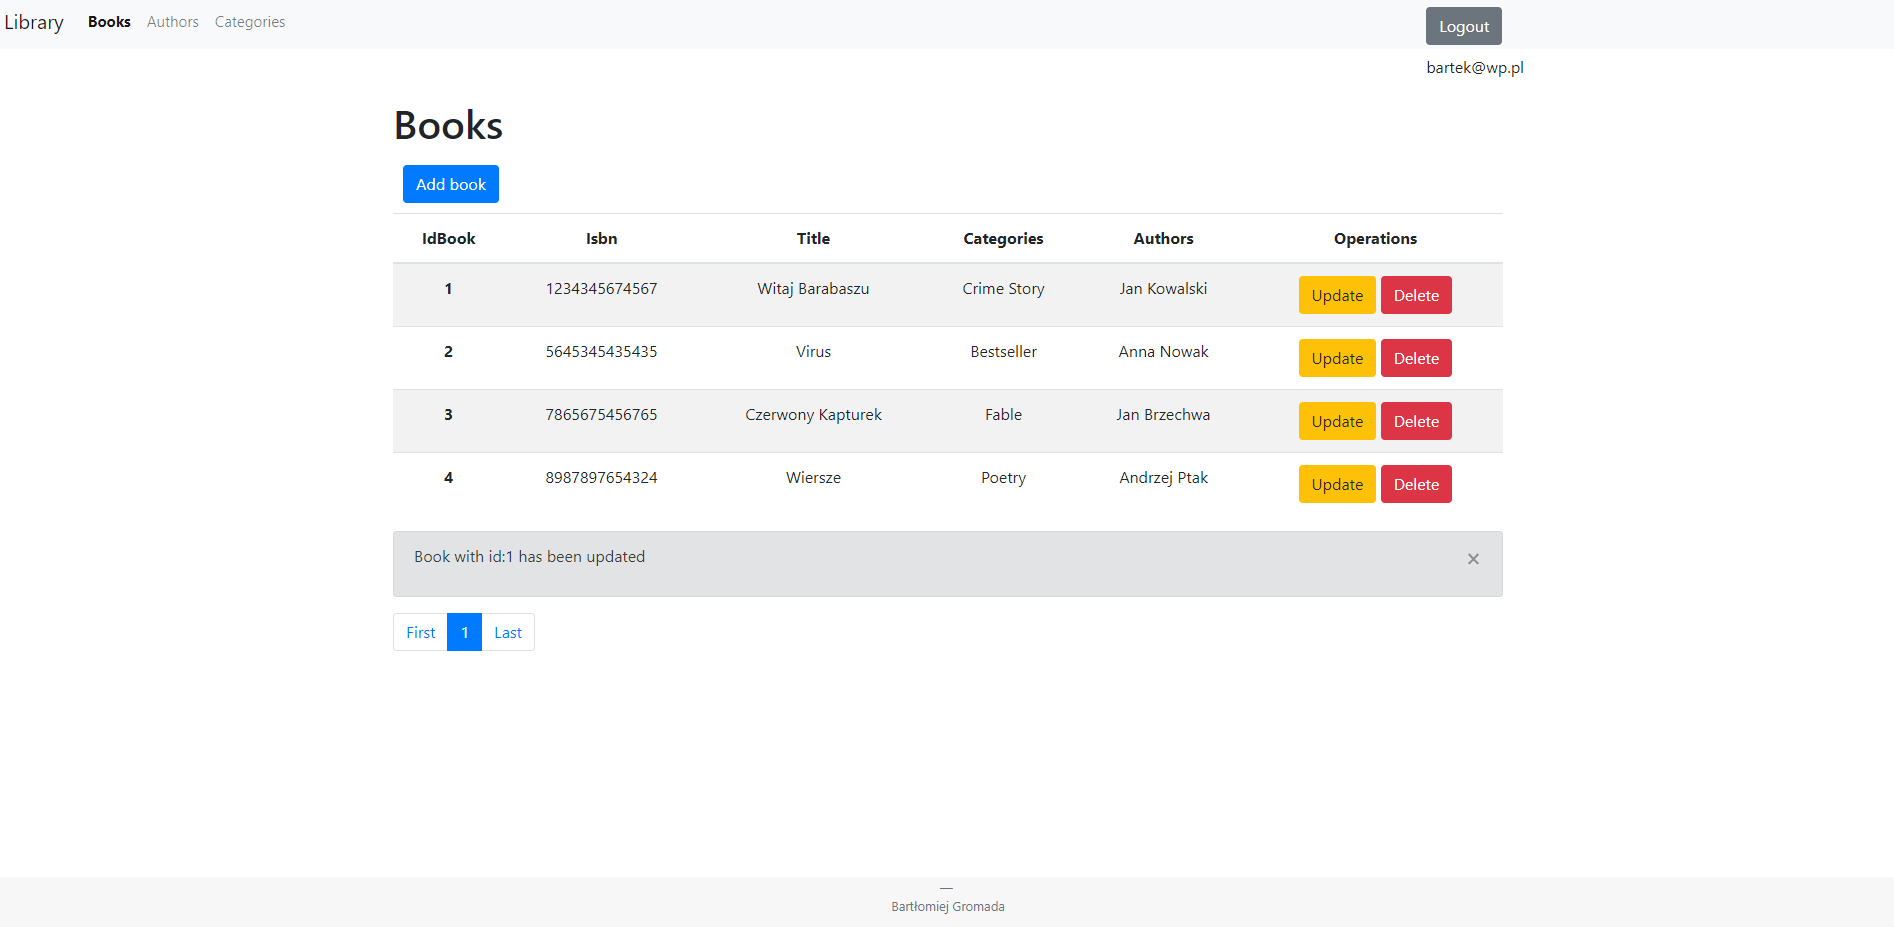 Library Books Authors Categories Logout
bartek@wp.pl
Books
Add book
IdBook Isbn Title Categories Authors Operations
1 1234345674567 Witaj Barabaszu Crime Story Jan Kowalski Update Delete
2 5645345435435 Virus Bestseller Anna Nowak Update Delete
3 7865675456765 Czerwony Kapturek Fable Jan Brzechwa Update Delete
4 8987897654324 Wiersze Poetry Andrzej Ptak Update Delete
Book with id:1 has been updated ×
First 1 Last
—
Bartłomiej Gromada